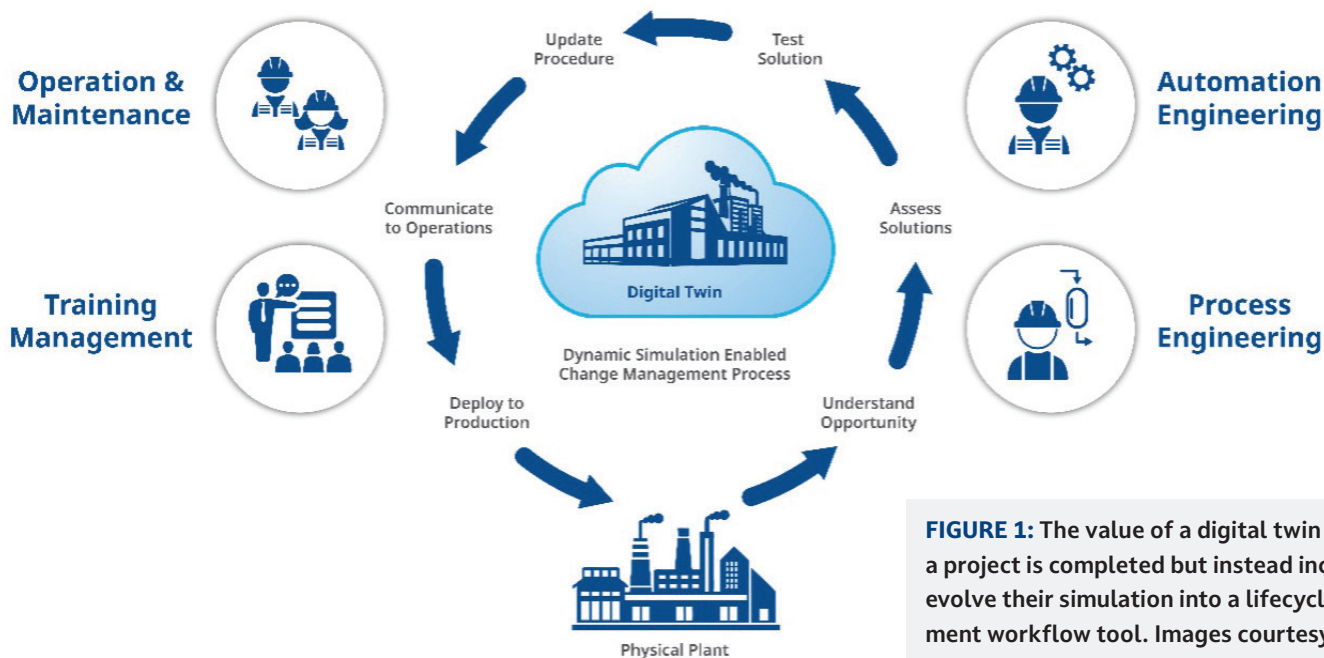 Operation &
Maintenance
Training
Management
Update
Procedure
Test
Solution
Communicate
to Operations
Assess
Solutions
Digital Twin
Dynamic Simulation Enabled
Change Management Process
Deploy to
Production
Understand
Opportunity
Physical Plant
Automation
Engineering
Process
Engineering
FIGURE 1: The value of a digital twin
a project is completed but instead inc
evolve their simulation into a lifecycl
ment workflow tool. Images courtesy